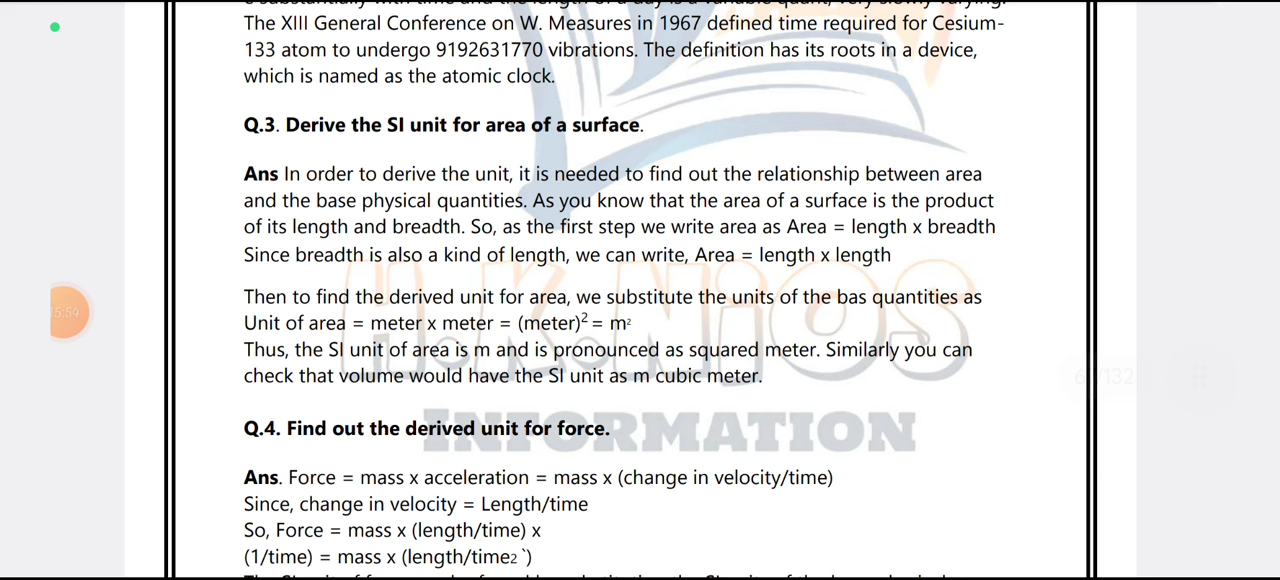 The XIII General Conference on W. Measures in 1967 defined time required for Cesium-
133 atom to undergo 9192631770 vibrations. The definition has its roots in a device,
which is named as the atomic clock.
Q.3. Derive the SI unit for area of a surface.
Ans In order to derive the unit, it is needed to find out the relationship between area
and the base physical quantities. As you know that the area of a surface is the product
of its length and breadth. So, as the first step we write area as Area = length x breadth
Since breadth is also a kind of length, we can write, Area = length x length
Then to find the derived unit for area, we substitute the units of the bas quantities as
Unit of area = meter x meter = (meter)² = m²
Thus, the SI unit of area is m and is pronounced as squared meter. Similarly you can
check that volume would have the SI unit as m cubic meter.
H.K.NIOS
INFORMATION
15:54
6 /132
Q.4. Find out the derived unit for force.
Ans. Force = mass x acceleration = mass x (change in velocity/time)
Since, change in velocity = Length/time
So, Force = mass x (length/time) x
(1/time) = mass x (length/time2 `)